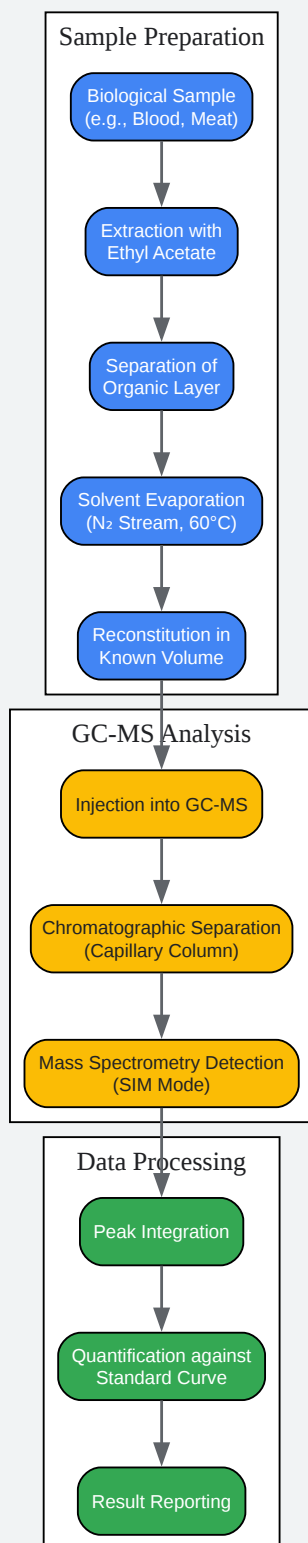 Sample Preparation
Biological Sample
(e.g., Blood, Meat)
Extraction with
Ethyl Acetate
Separation of
Organic Layer
Solvent Evaporation
(N₂ Stream, 60°C)
Reconstitution in
Known Volume
GC-MS Analysis
Injection into GC-MS
Chromatographic Separation
(Capillary Column)
Mass Spectrometry Detection
(SIM Mode)
Data Processing
Peak Integration
Quantification against
Standard Curve
Result Reporting